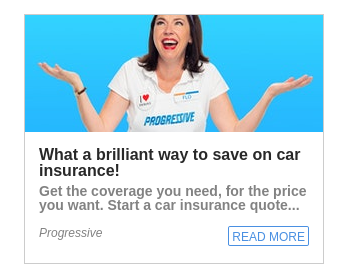 I ♥
FLO
PROGRESSIVE
What a brilliant way to save on car
insurance!
Get the coverage you need, for the price
you want. Start a car insurance quote...
Progressive
READ MORE